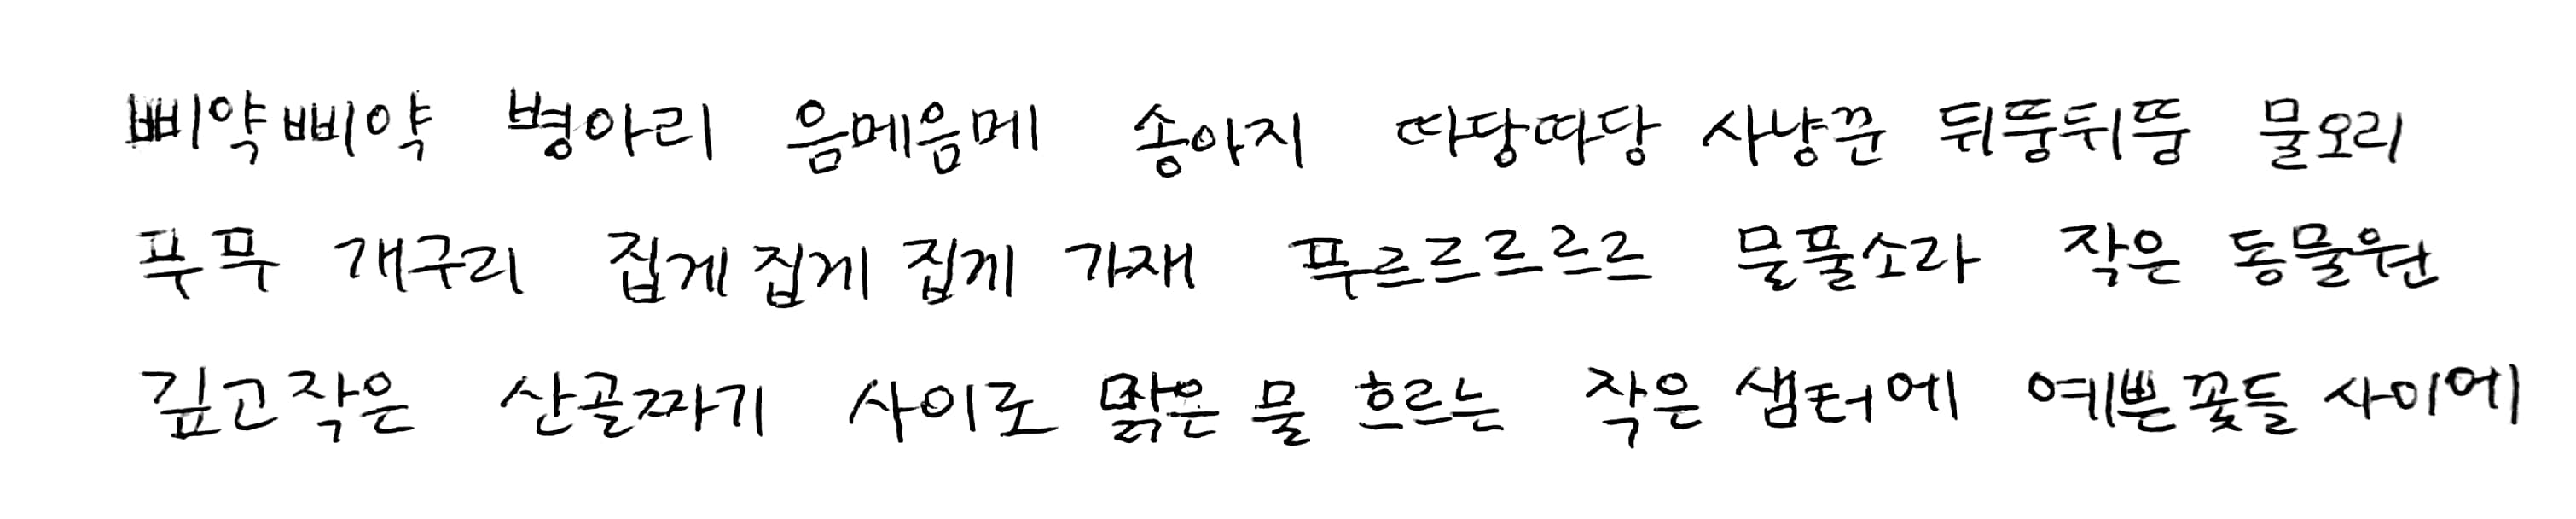 삐약삐약 병아리 음메음메 송아지 따당따당 사냥꾼 뒤뚱뒤뚱 물오리
푸푸 개구리 집게 집게 집게 가재 푸르르르르르 물풀소라 작은 동물원
깊고작은 산골짜기 사이로 맑은 물 흐르는 작은 샘터에 예쁜 꽃들 사이에